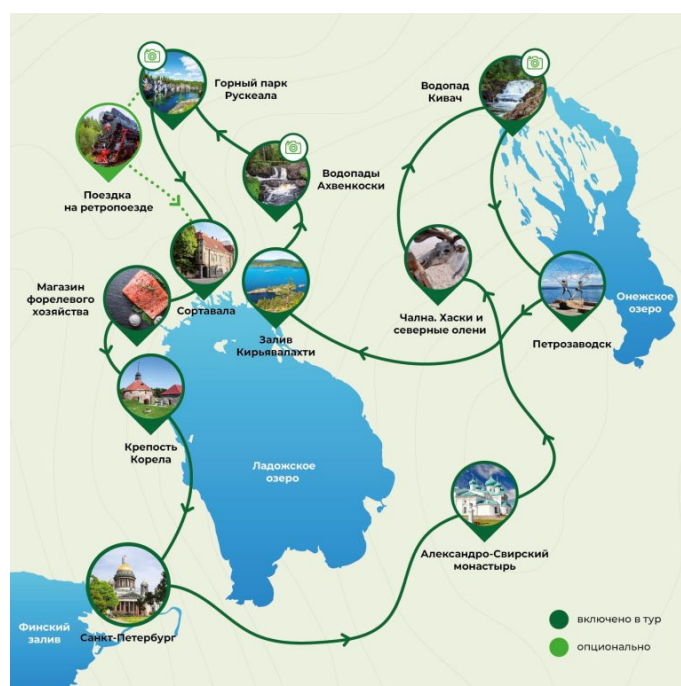 Горный парк
Рускеала
Водопад
Кивач
Водопады
Ахвенкоски
Поездка
на ретропоезде
Магазин
форелевого
хозяйства
Сортавала
Залив
Кирьявалахти
Чална. Хаски и
северные олени
Петрозаводск
Онежское
озеро
Крепость
Корела
Ладожское
озеро
Александро-Свирский
монастырь
Финский
залив
Санкт-Петербург
включено в тур
опционально